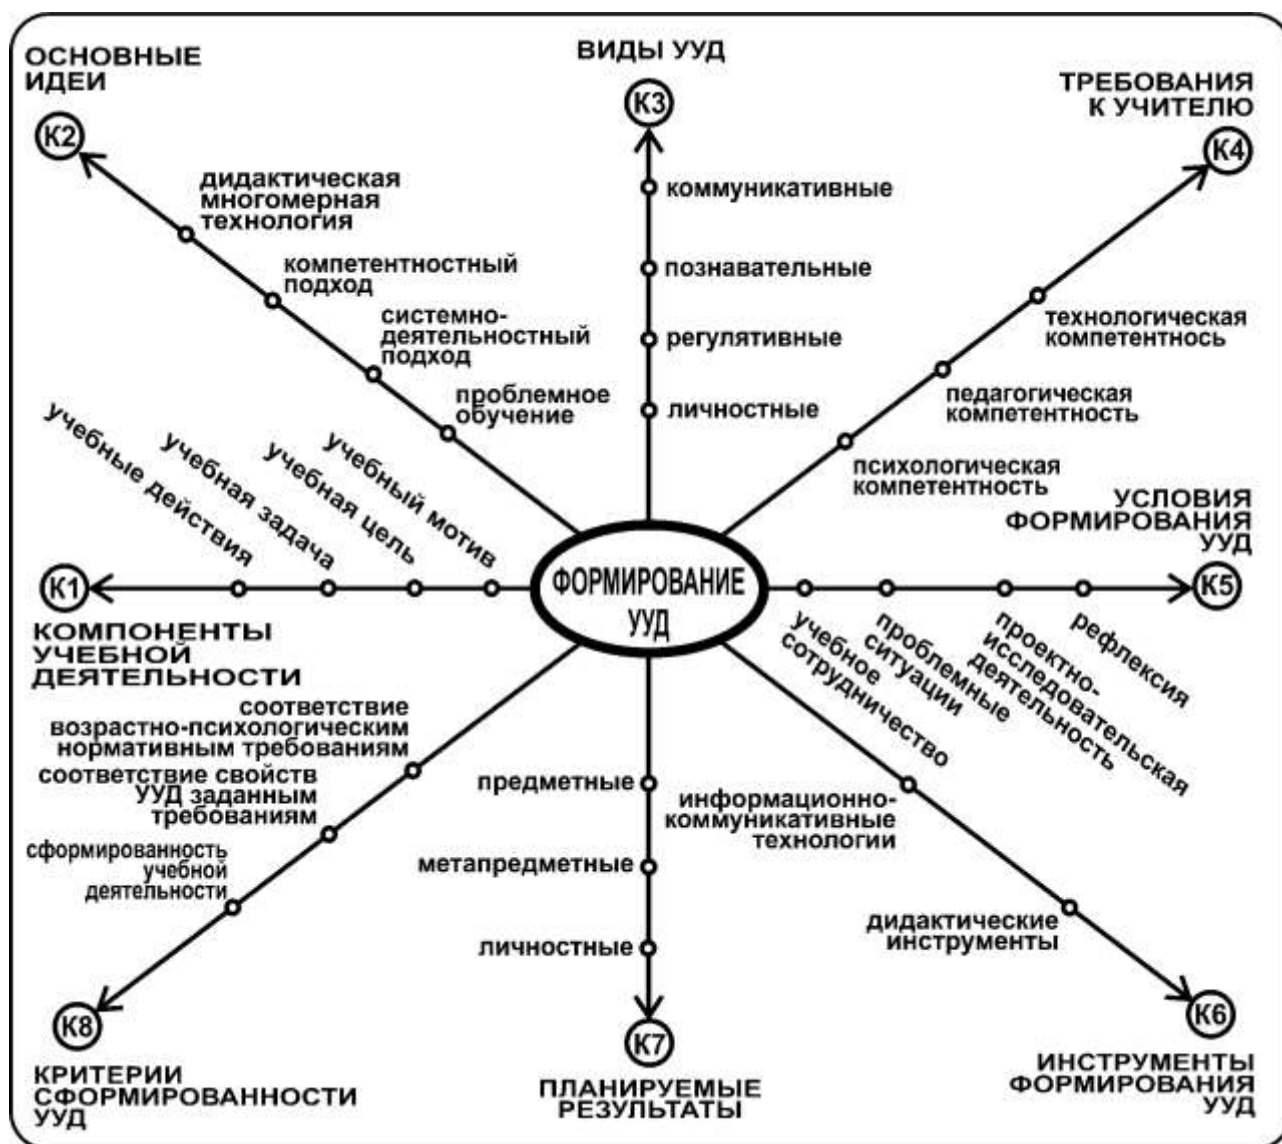 ОСНОВНЫЕ
ИДЕИ
К2
дидактическая
многомерная
технология
компетентностный
подход
системно-
деятельностный
подход
проблемное
обучение
ВИДЫ УУД
К3
коммуникативные
познавательные
регулятивные
личностные
ТРЕБОВАНИЯ
К УЧИТЕЛЮ
К4
технологическая
компетентнось
педагогическая
компетентность
психологическая
компетентность
учебные действия
учебная задача
учебная цель
учебный мотив
К1
КОМПОНЕНТЫ
УЧЕБНОЙ
ДЕЯТЕЛЬНОСТИ
ФОРМИРОВАНИЕ
УУД
УСЛОВИЯ
ФОРМИРОВАНИЯ
УУД
К5
учебное
сотрудничество
проблемные
ситуации
проектно-
исследовательская
деятельность
рефлексия
соответствие
возрастно-психологическим
нормативным требованиям
соответствие свойств
УУД заданным
требованиям
сформированность
учебной
деятельности
К8
КРИТЕРИИ
СФОРМИРОВАННОСТИ
УУД
предметные
метапредметные
личностные
К7
ПЛАНИРУЕМЫЕ
РЕЗУЛЬТАТЫ
информационно-
коммуникативные
технологии
дидактические
инструменты
К6
ИНСТРУМЕНТЫ
ФОРМИРОВАНИЯ
УУД